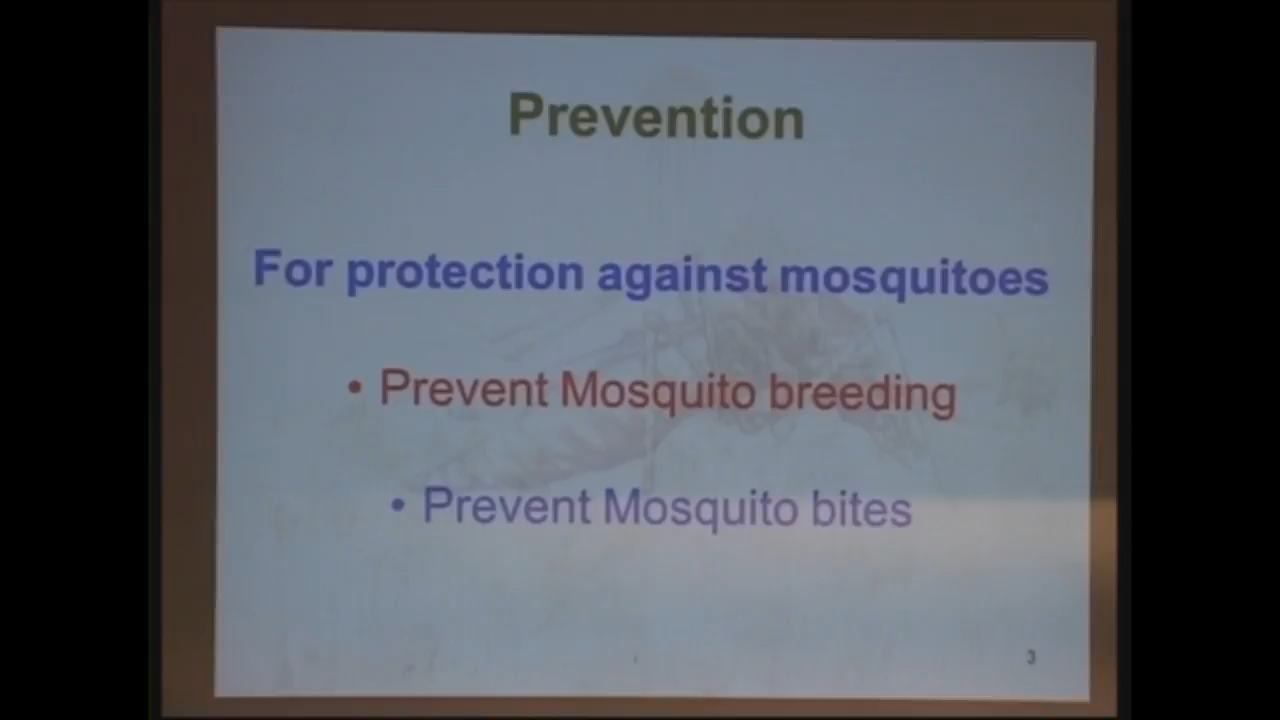 Prevention
For protection against mosquitoes
• Prevent Mosquito breeding
• Prevent Mosquito bites
3